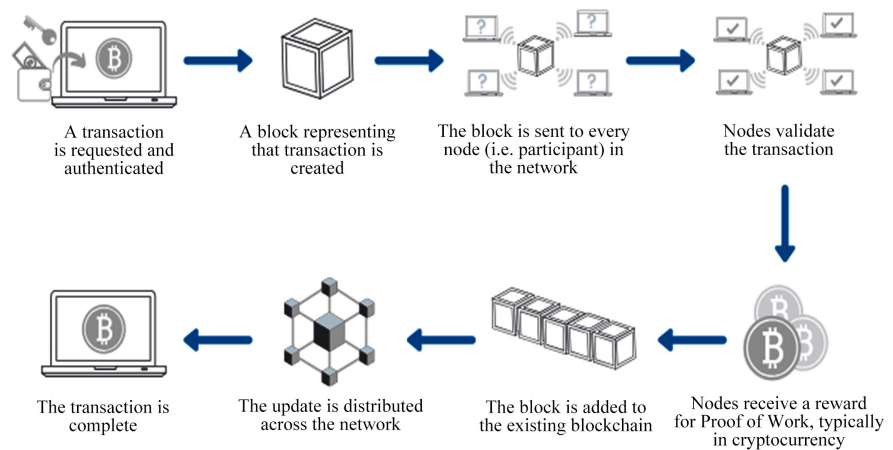 A transaction
is requested and
authenticated
A block representing
that transaction is
created
The block is sent to every
node (i.e. participant) in
the network
Nodes validate
the transaction
Nodes receive a reward
for Proof of Work, typically
in cryptocurrency
The block is added to
the existing blockchain
The update is distributed
across the network
The transaction is
complete